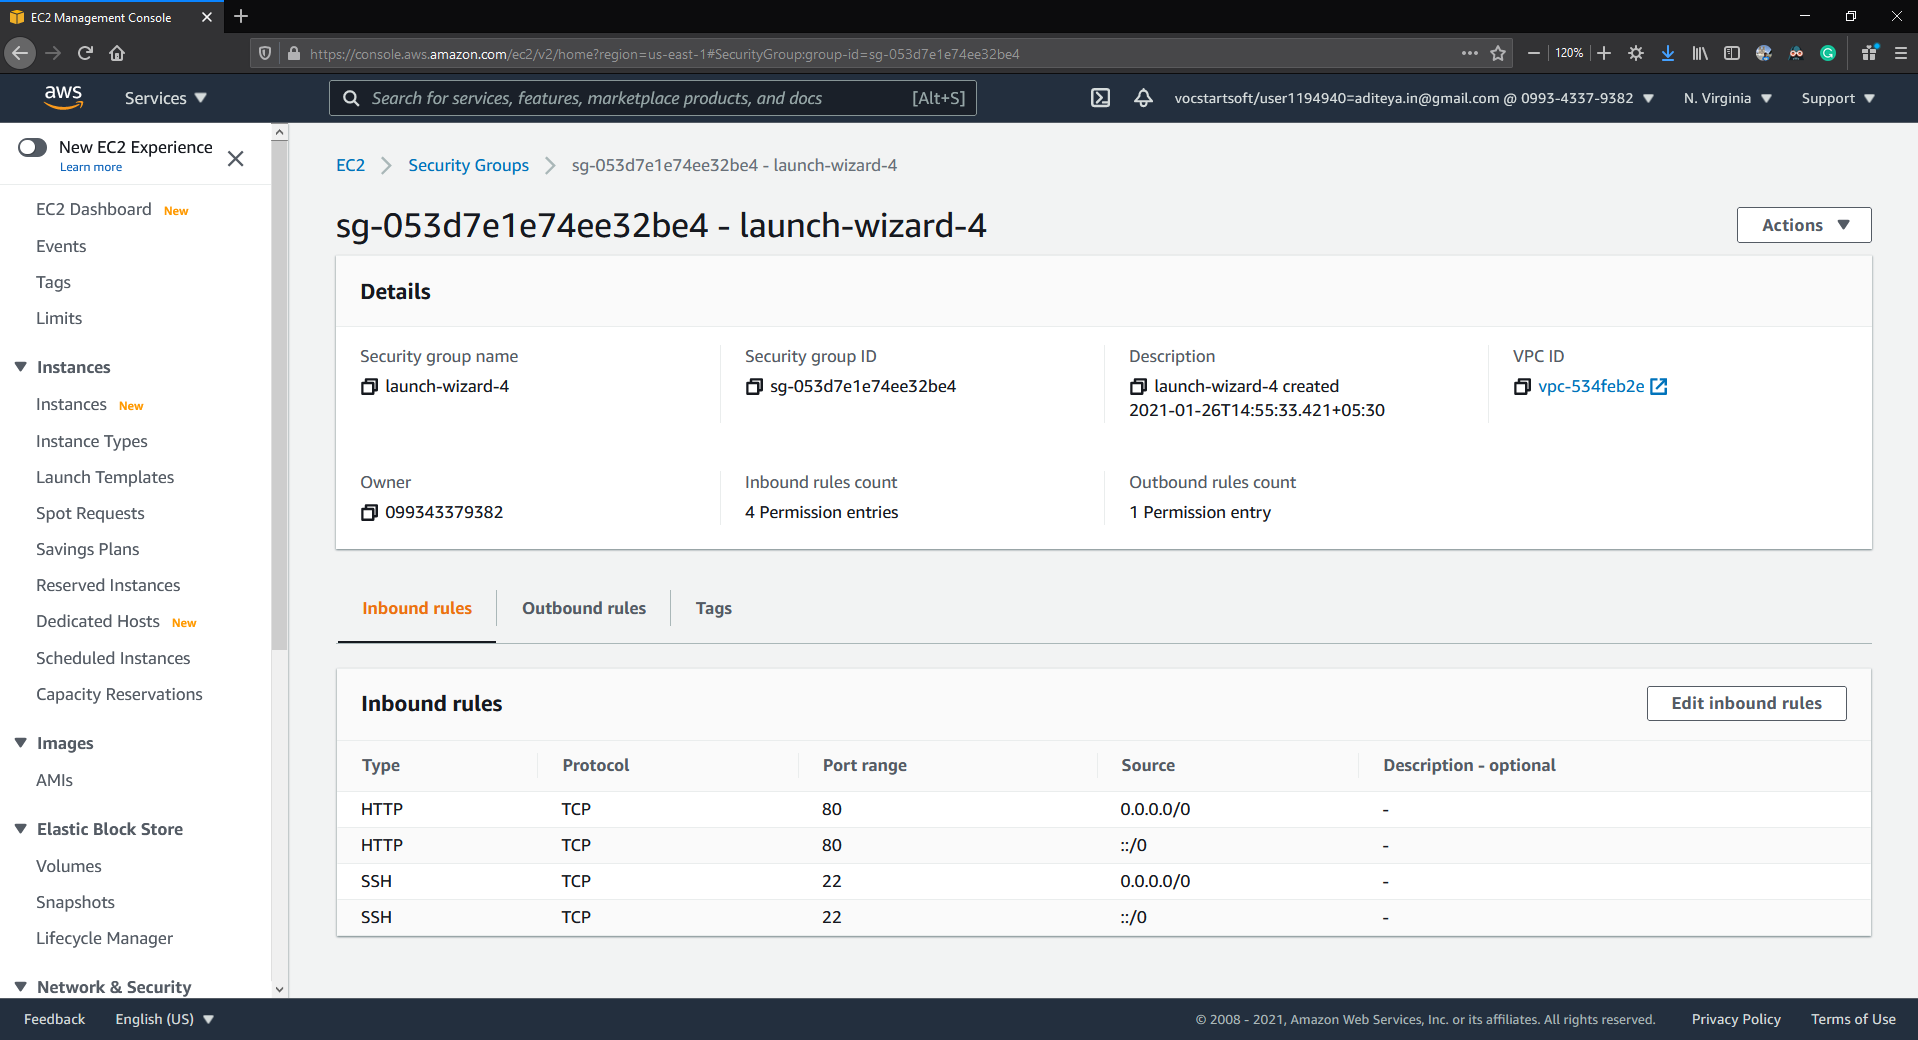 EC2 Management Console
https://console.aws.amazon.com/ec2/v2/home?region=us-east-1#SecurityGroup:group-id=sg-053d7e1e74ee32be4
120%
aws
Services
Search for services, features, marketplace products, and docs [Alt+S]
vocstartsoft/user1194940=aditeya.in@gmail.com @ 0993-4337-9382
N. Virginia
Support
New EC2 Experience
Learn more
EC2 Dashboard New
Events
Tags
Limits
Instances
Instances New
Instance Types
Launch Templates
Spot Requests
Savings Plans
Reserved Instances
Dedicated Hosts New
Scheduled Instances
Capacity Reservations
Images
AMIs
Elastic Block Store
Volumes
Snapshots
Lifecycle Manager
Network & Security
EC2 > Security Groups > sg-053d7e1e74ee32be4 - launch-wizard-4
sg-053d7e1e74ee32be4 - launch-wizard-4
Actions
Details
Security group name
launch-wizard-4
Security group ID
sg-053d7e1e74ee32be4
Description
launch-wizard-4 created
2021-01-26T14:55:33.421+05:30
VPC ID
vpc-534feb2e
Owner
099343379382
Inbound rules count
4 Permission entries
Outbound rules count
1 Permission entry
Inbound rules
Outbound rules
Tags
Inbound rules
Edit inbound rules
Type Protocol Port range Source Description - optional
HTTP TCP 80 0.0.0.0/0 -
HTTP TCP 80 ::/0 -
SSH TCP 22 0.0.0.0/0 -
SSH TCP 22 ::/0 -
Feedback
English (US)
© 2008 - 2021, Amazon Web Services, Inc. or its affiliates. All rights reserved.
Privacy Policy
Terms of Use